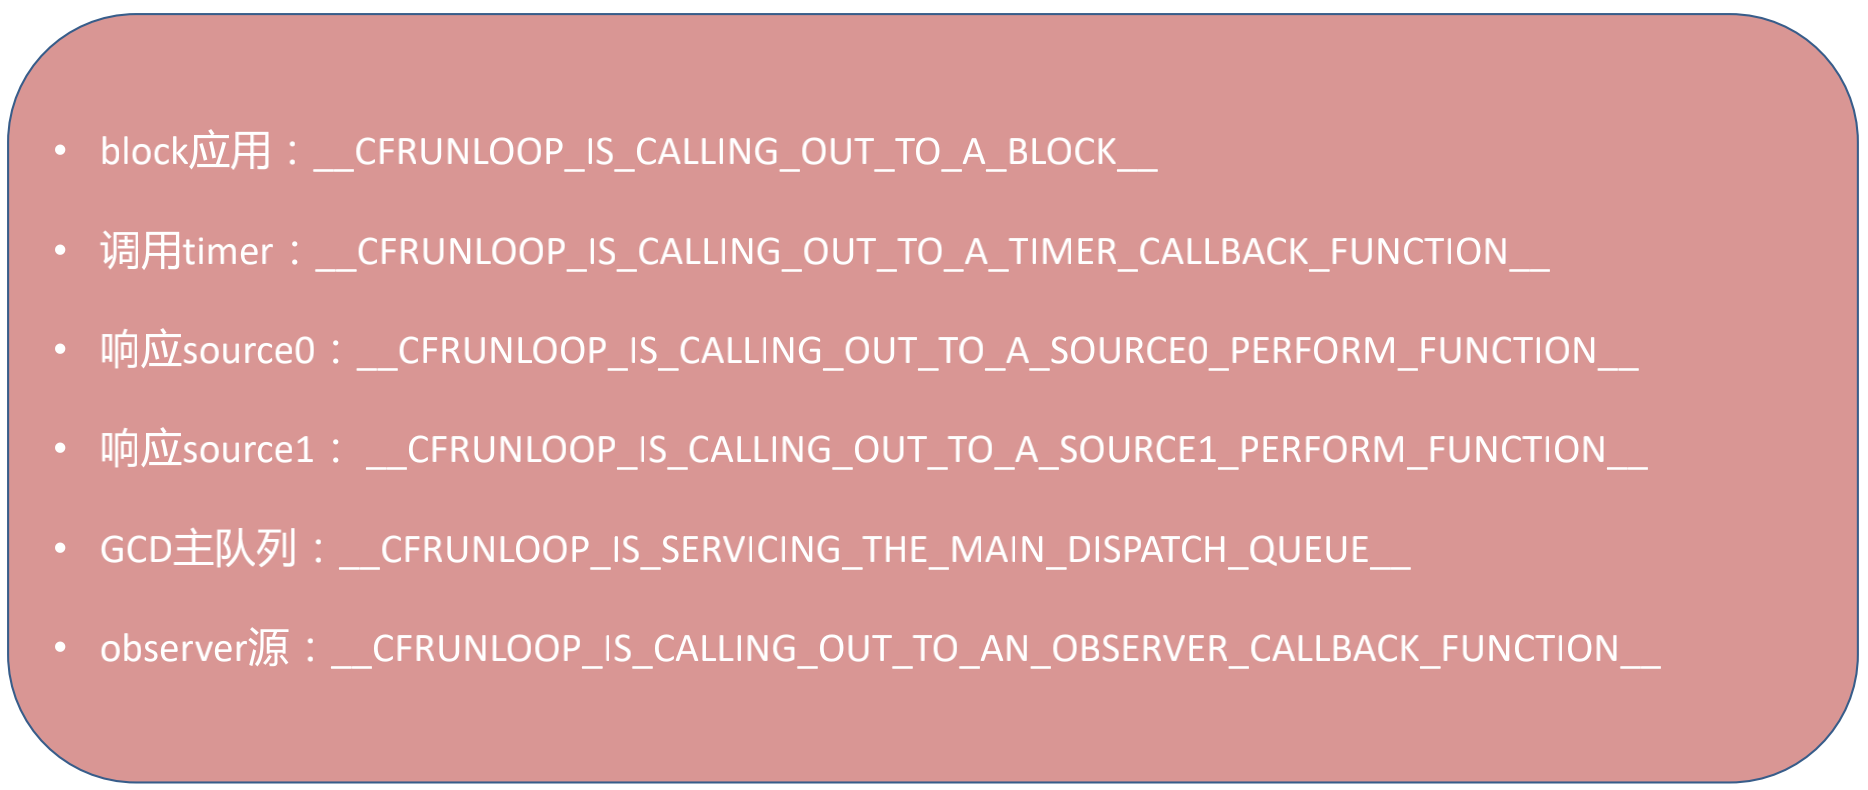 • block应用：__CFRUNLOOP_IS_CALLING_OUT_TO_A_BLOCK__
• 调用timer：__CFRUNLOOP_IS_CALLING_OUT_TO_A_TIMER_CALLBACK_FUNCTION__
• 响应source0：__CFRUNLOOP_IS_CALLING_OUT_TO_A_SOURCE0_PERFORM_FUNCTION__
• 响应source1： __CFRUNLOOP_IS_CALLING_OUT_TO_A_SOURCE1_PERFORM_FUNCTION__
• GCD主队列：__CFRUNLOOP_IS_SERVICING_THE_MAIN_DISPATCH_QUEUE__
• observer源：__CFRUNLOOP_IS_CALLING_OUT_TO_AN_OBSERVER_CALLBACK_FUNCTION__